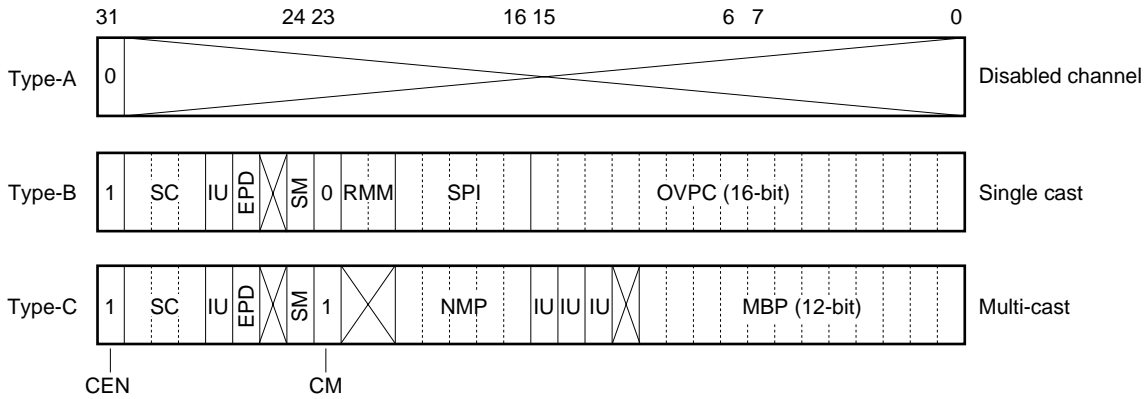 31 24 23 16 15 6 7 0
Type-A 0 Disabled channel
Type-B 1 SC IU EPD SM 0 RMM SPI OVPC (16-bit) Single cast
Type-C 1 SC IU EPD SM 1 NMP IU IU IU MBP (12-bit) Multi-cast
CEN CM